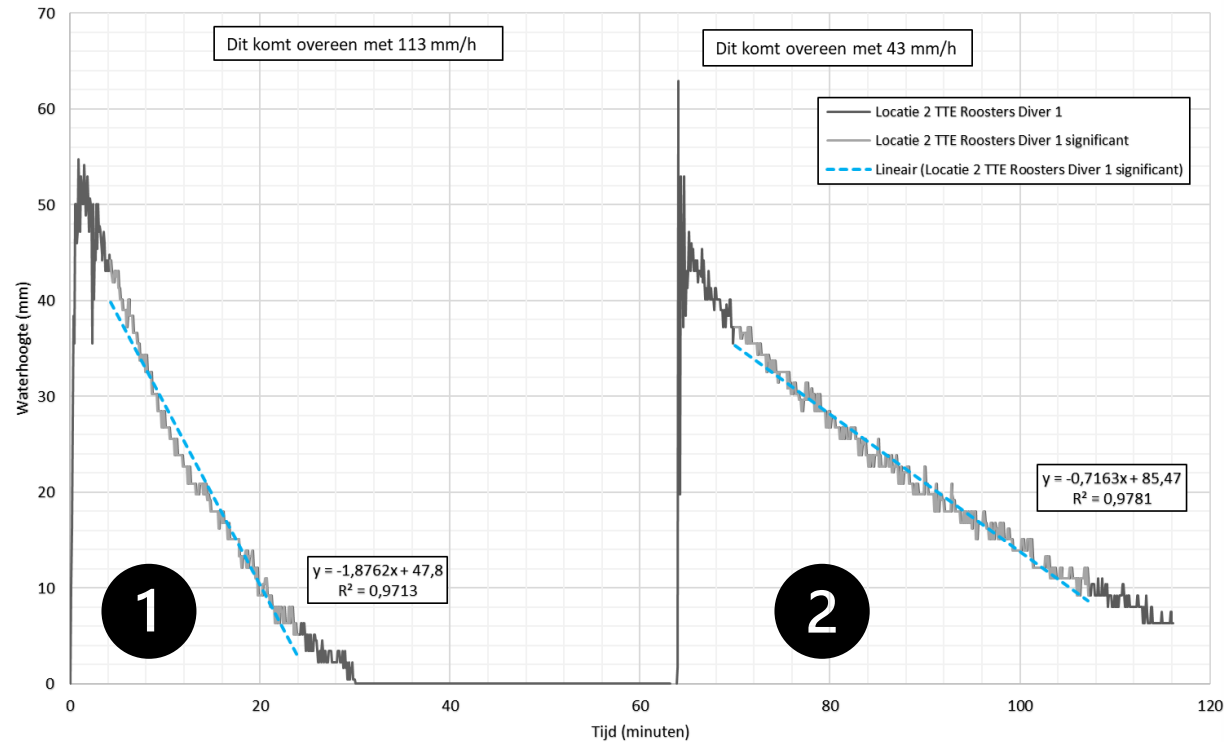 70
60
50
40
30
20
10
0
Waterhoogte (mm)
Dit komt overeen met 113 mm/h
Dit komt overeen met 43 mm/h
Locatie 2 TTE Roosters Diver 1
Locatie 2 TTE Roosters Diver 1 significant
Lineair (Locatie 2 TTE Roosters Diver 1 significant)
y = -1,8762x + 47,8
R² = 0,9713
y = -0,7163x + 85,47
R² = 0,9781
1
2
0 20 40 60 80 100 120
Tijd (minuten)